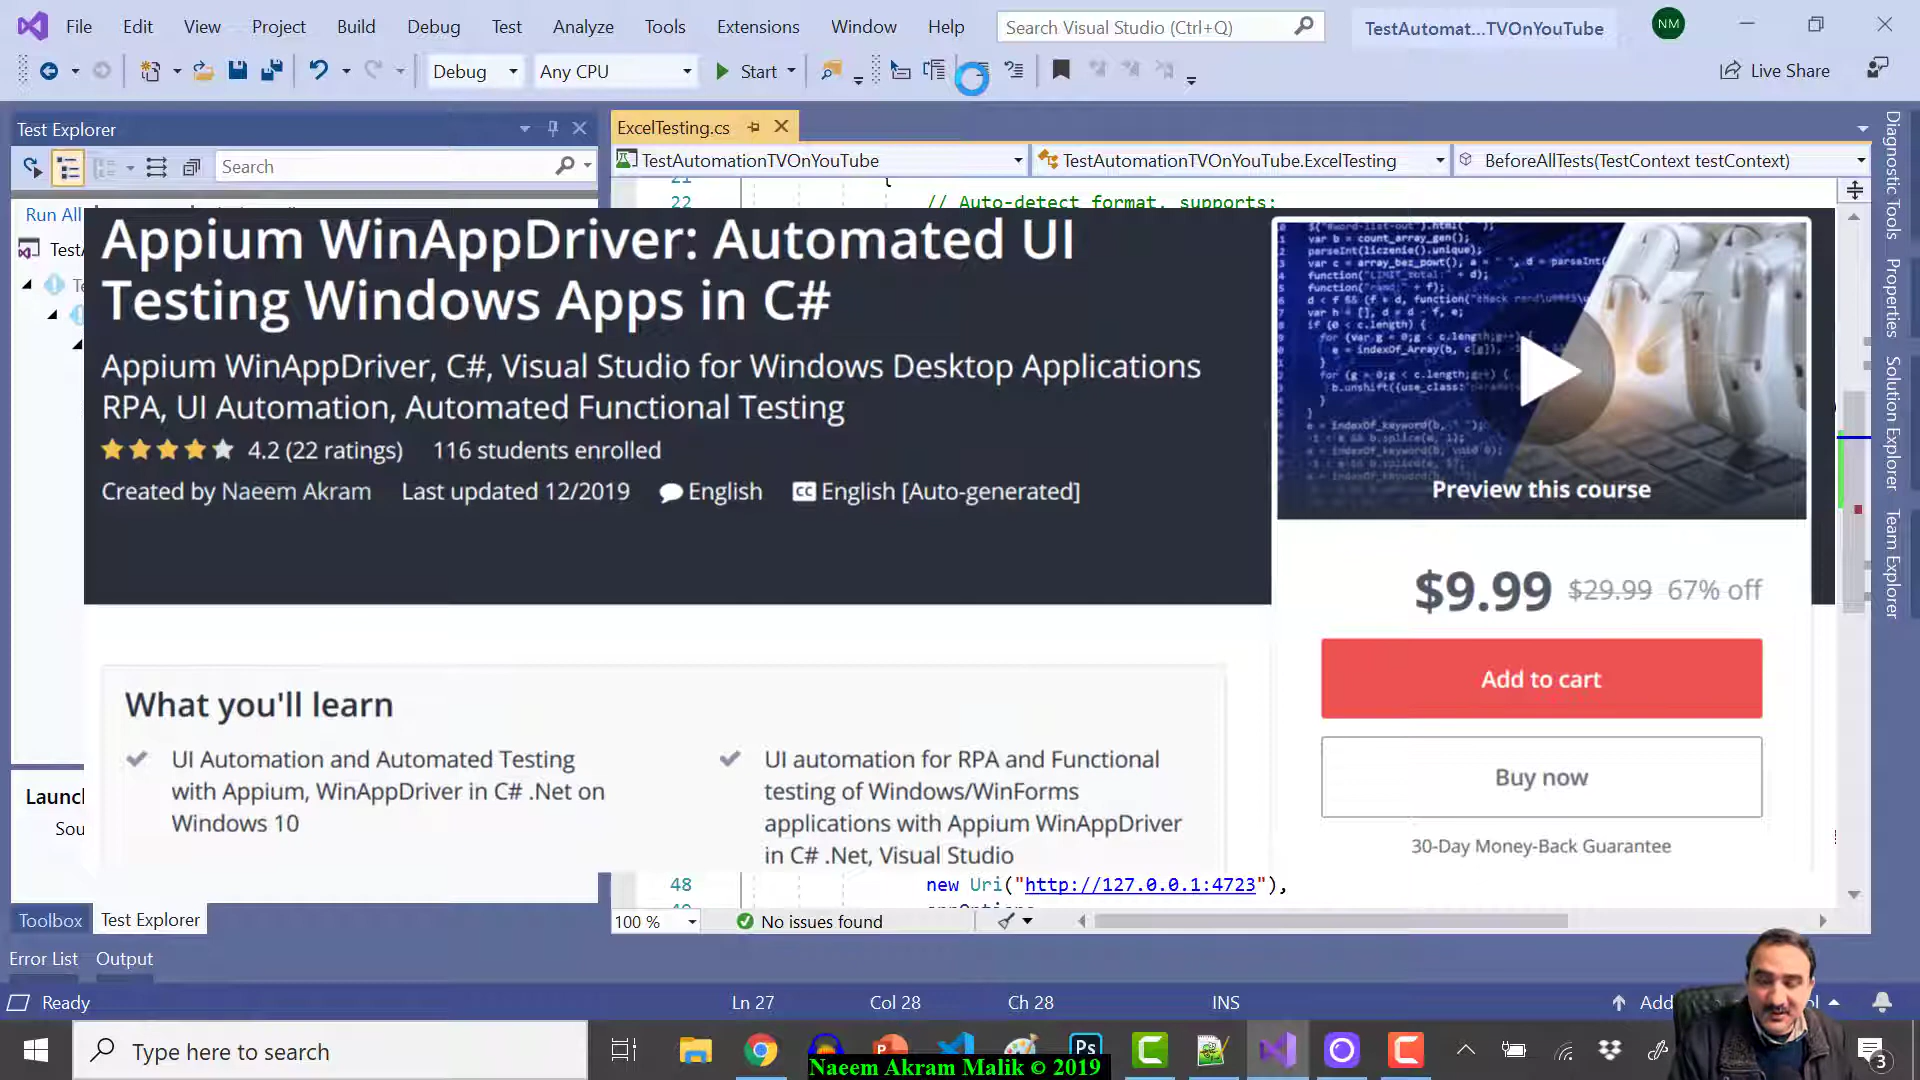 File Edit View Project Build Debug Test Analyze Tools Extensions Window Help Search Visual Studio (Ctrl+Q) TestAutomat...TVOnYouTube NM
Debug Any CPU Start Live Share
Test Explorer
Search
Run All
TestA
Te
Launch
Sou
Toolbox Test Explorer
Error List Output
ExcelTesting.cs
TestAutomationTVOnYouTube TestAutomationTVOnYouTube.ExcelTesting BeforeAllTests(TestContext testContext)
21 {
22 // Auto-detect format, supports:
Appium WinAppDriver: Automated UI
Testing Windows Apps in C#
Appium WinAppDriver, C#, Visual Studio for Windows Desktop Applications
RPA, UI Automation, Automated Functional Testing
4.2 (22 ratings) 116 students enrolled
Created by Naeem Akram Last updated 12/2019 English CC English [Auto-generated]
Preview this course
$9.99 $29.99 67% off
Add to cart
Buy now
30-Day Money-Back Guarantee
What you'll learn
UI Automation and Automated Testing
with Appium, WinAppDriver in C# .Net on
Windows 10
UI automation for RPA and Functional
testing of Windows/WinForms
applications with Appium WinAppDriver
in C# .Net, Visual Studio
48 new Uri("http://127.0.0.1:4723"),
100 % No issues found
Diagnostic Tools
Properties
Solution Explorer
Team Explorer
Ready Ln 27 Col 28 Ch 28 INS Add
Type here to search
Ps
3
Naeem Akram Malik © 2019